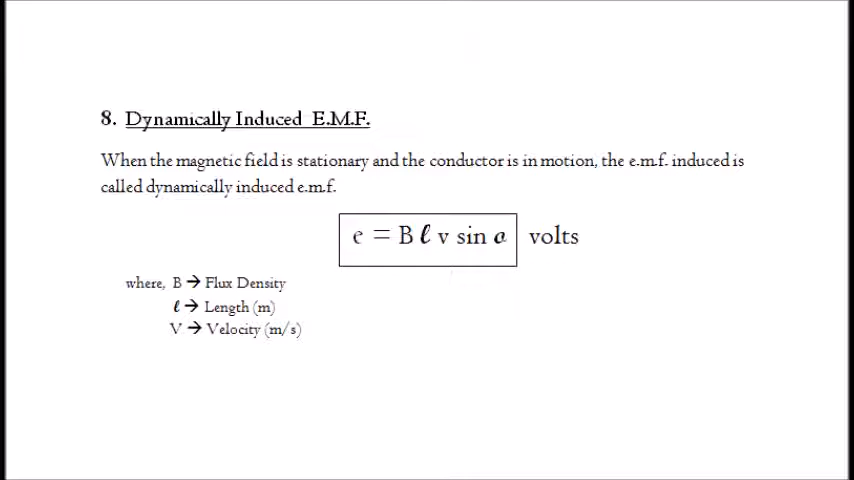 8. Dynamically Induced E.M.F.
When the magnetic field is stationary and the conductor is in motion, the e.m.f. induced is
called dynamically induced e.m.f.
e = B ℓ v sin α volts
where, B → Flux Density
ℓ → Length (m)
V → Velocity (m/s)